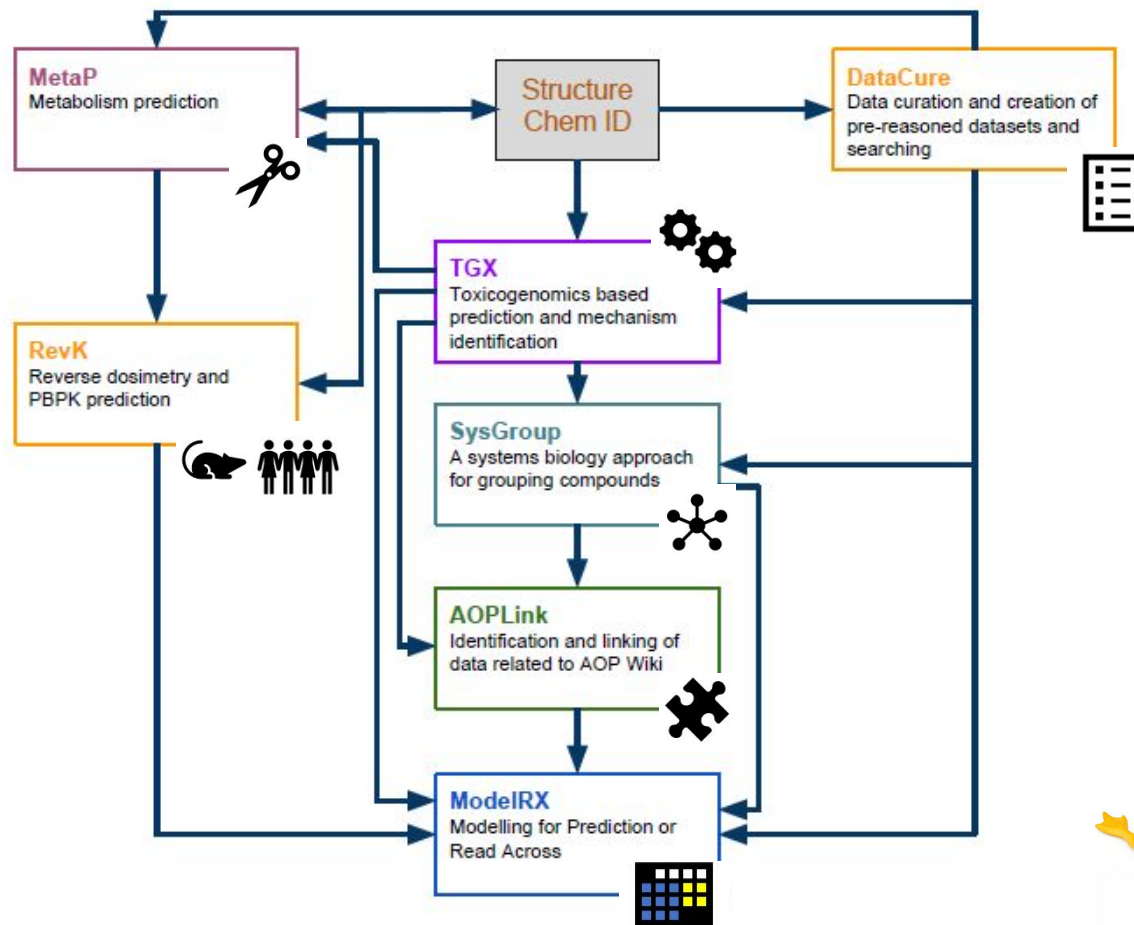 MetaP
Metabolism prediction
Structure
Chem ID
DataCure
Data curation and creation of
pre-reasoned datasets and
searching
TGX
Toxicogenomics based
prediction and mechanism
identification
RevK
Reverse dosimetry and
PBPK prediction
SysGroup
A systems biology approach
for grouping compounds
AOPLink
Identification and linking of
data related to AOP Wiki
ModelRX
Modelling for Prediction or
Read Across